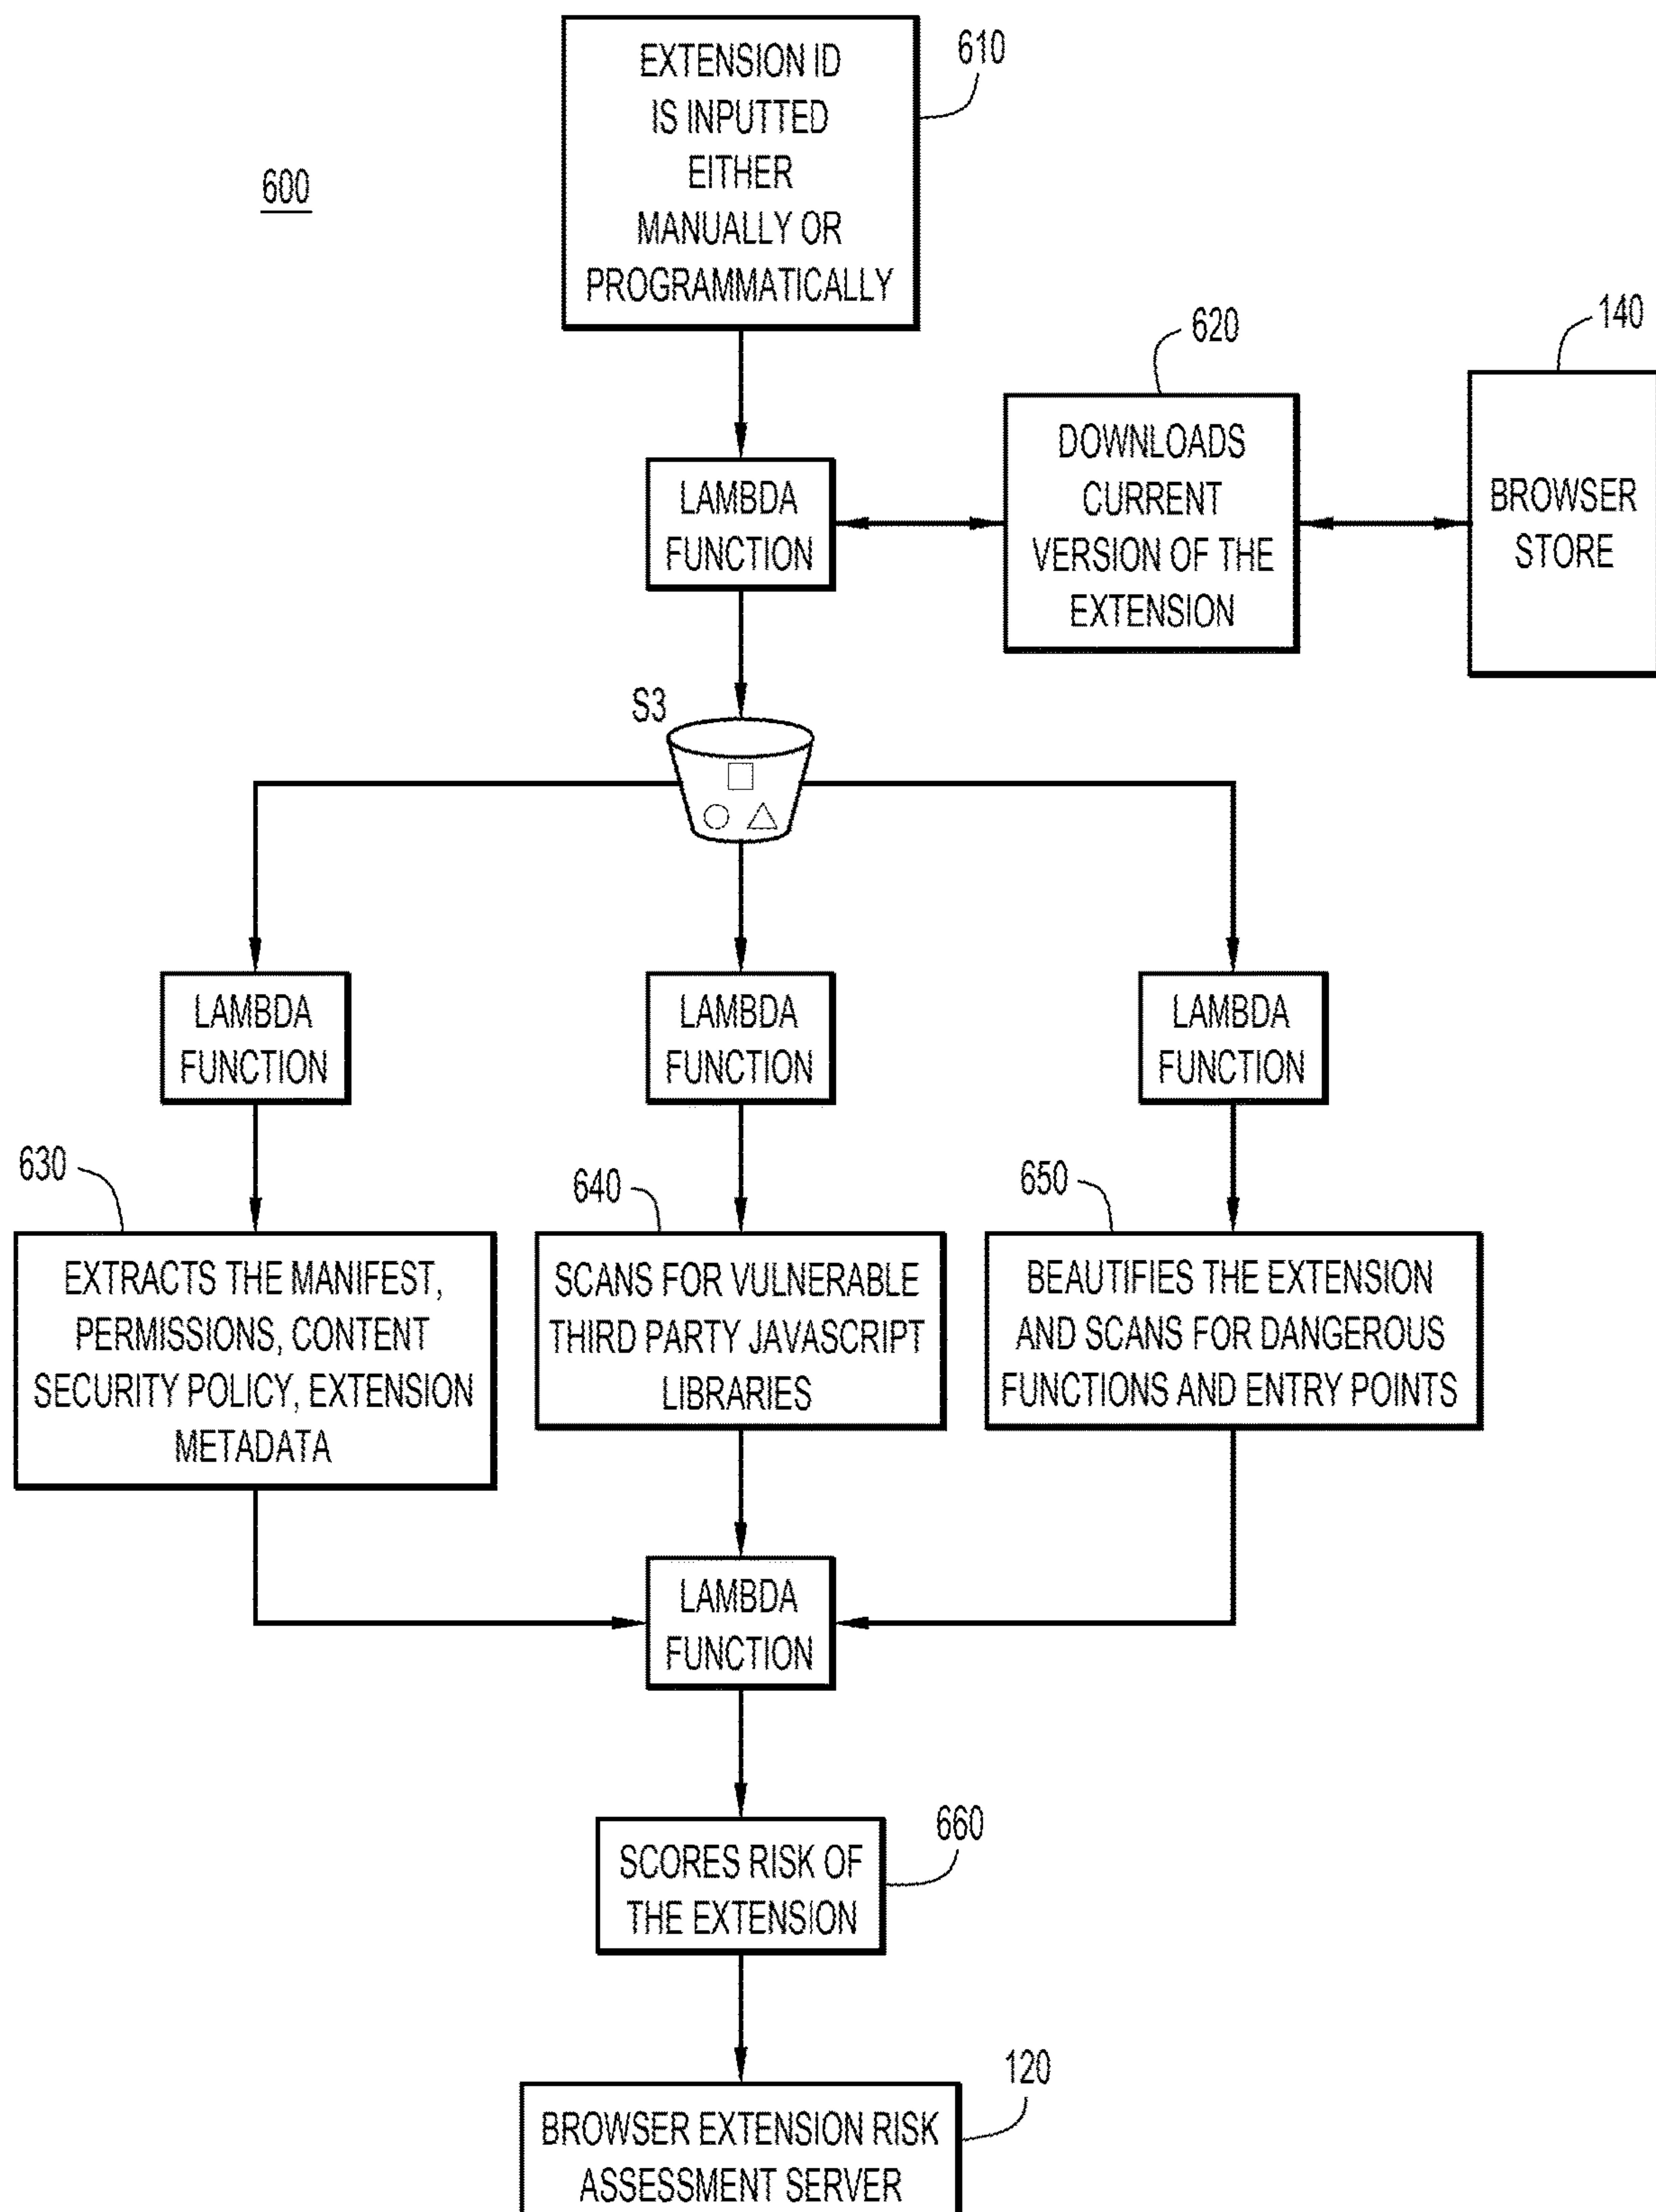 610
EXTENSION ID
IS INPUTTED
EITHER
MANUALLY OR
PROGRAMMATICALLY
600
620
140
DOWNLOADS
CURRENT
VERSION OF THE
EXTENSION
BROWSER
STORE
LAMBDA
FUNCTION
S3
LAMBDA
FUNCTION
LAMBDA
FUNCTION
LAMBDA
FUNCTION
630
640
650
EXTRACTS THE MANIFEST,
PERMISSIONS, CONTENT
SECURITY POLICY, EXTENSION
METADATA
SCANS FOR VULNERABLE
THIRD PARTY JAVASCRIPT
LIBRARIES
BEAUTIFIES THE EXTENSION
AND SCANS FOR DANGEROUS
FUNCTIONS AND ENTRY POINTS
LAMBDA
FUNCTION
660
SCORES RISK OF
THE EXTENSION
120
BROWSER EXTENSION RISK
ASSESSMENT SERVER